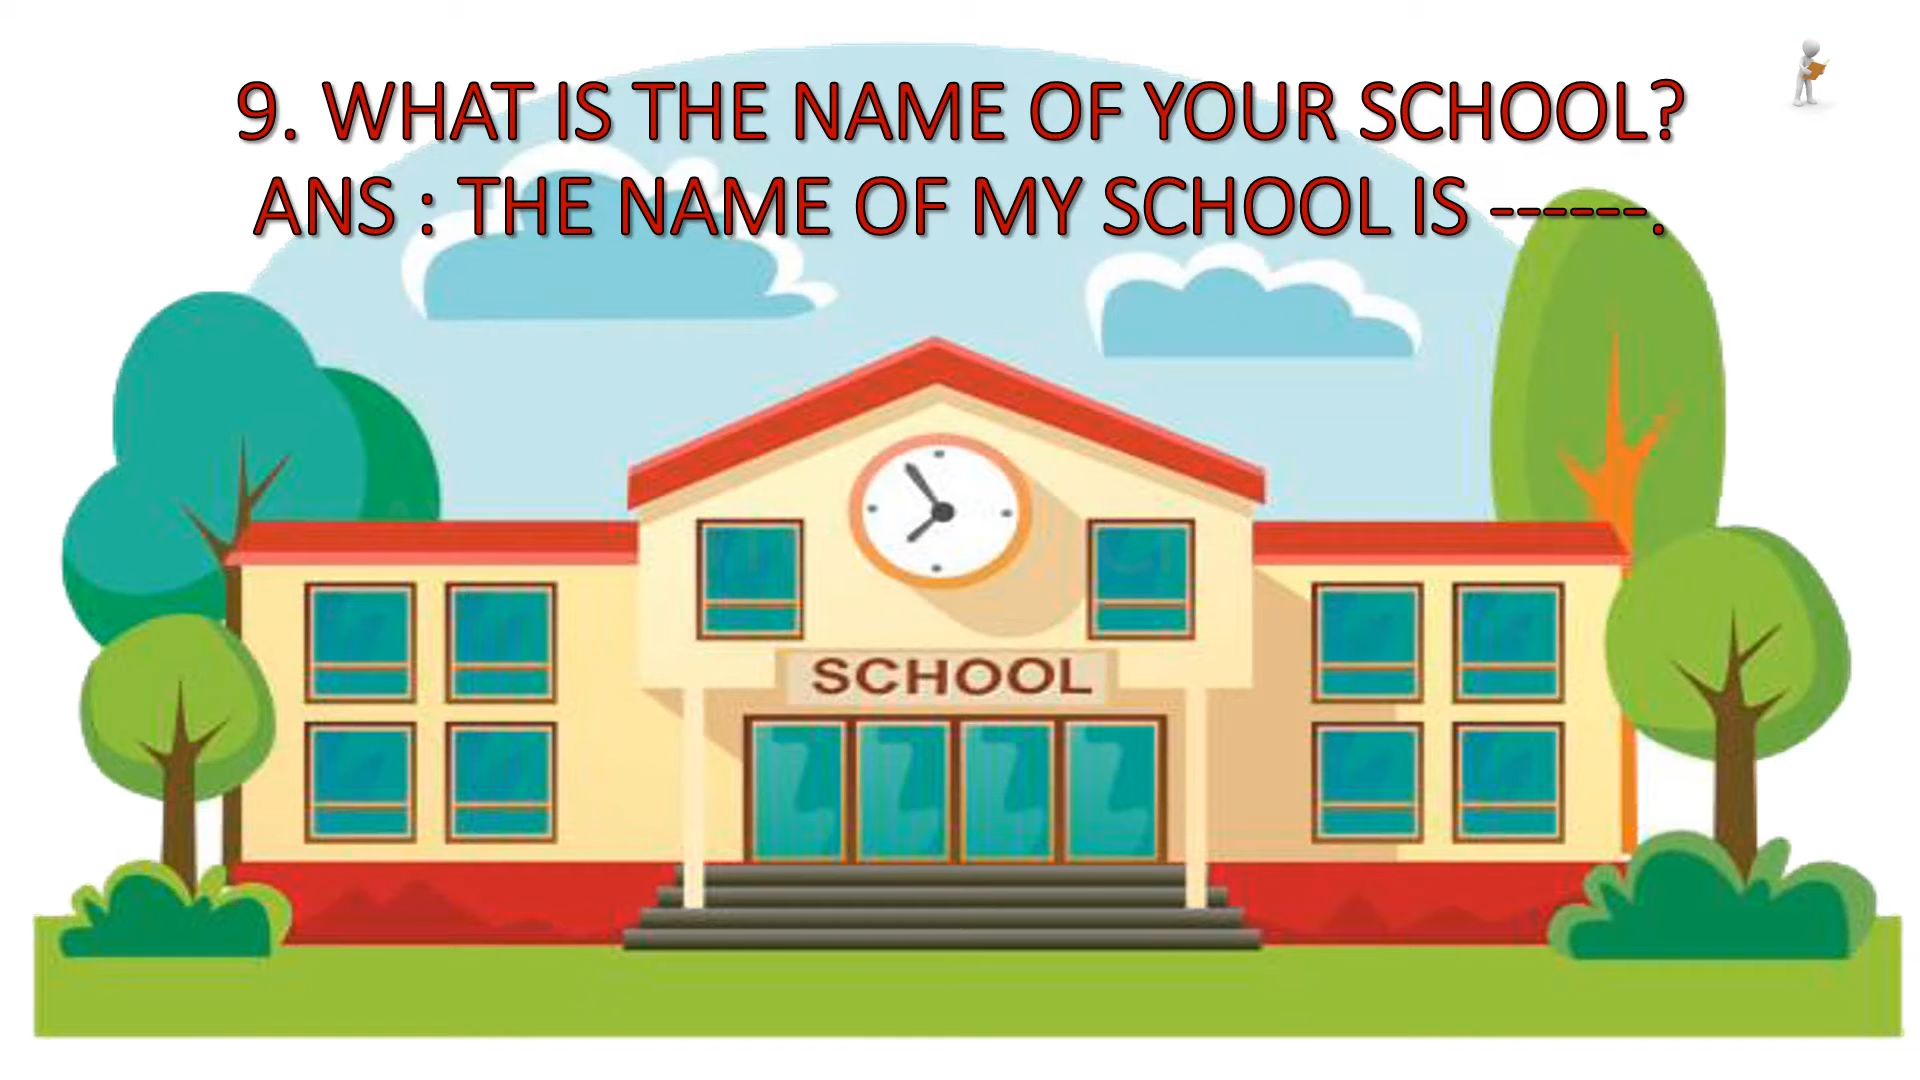 9. WHAT IS THE NAME OF YOUR SCHOOL?
ANS : THE NAME OF MY SCHOOL IS ------.
SCHOOL